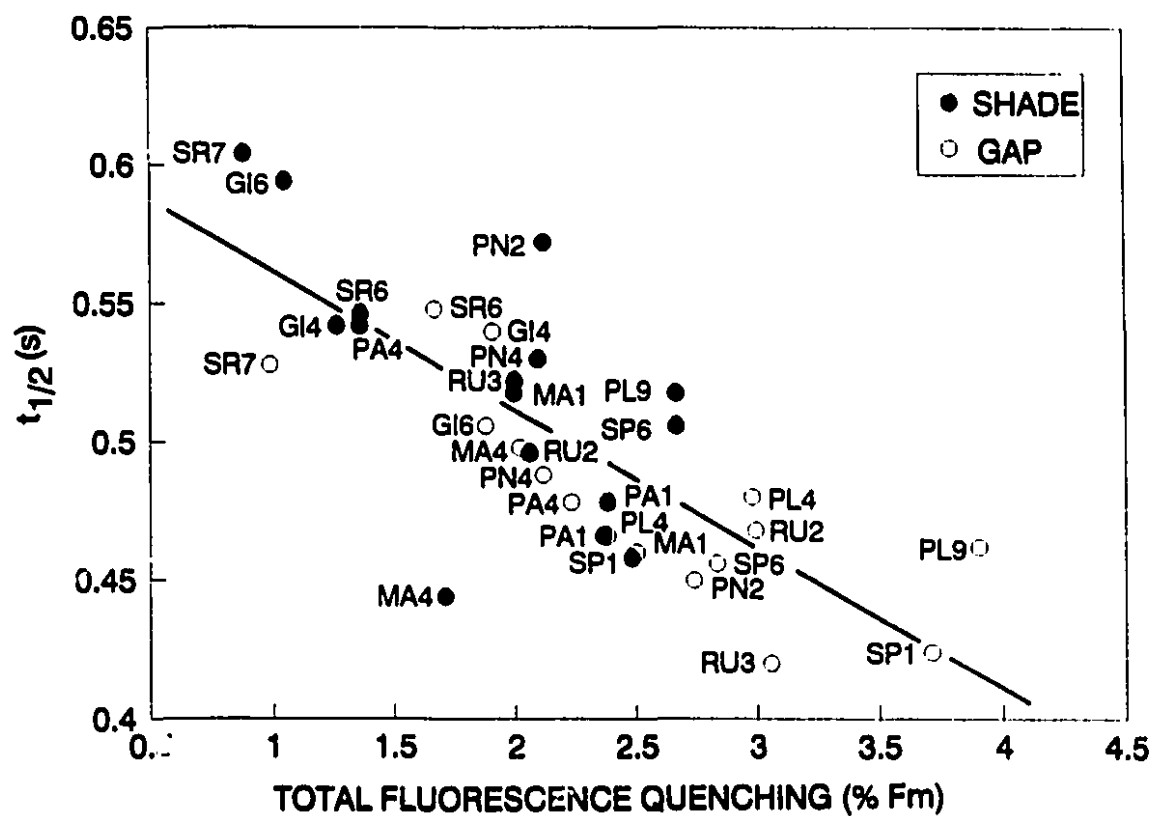 0.65
0.6
0.55
0.5
0.45
0.4
t1/2 (s)
SHADE
GAP
SR7
GI6
PN2
SR6
SR6
GI4
GI4
PA4
PN4
SR7
RU3
MA1
PL9
GI6
SP6
MA4
RU2
PN4
PA4
PA1
PL4
PL4
PA1
MA1
RU2
SP1
SP6
PL9
PN2
MA4
RU3
SP1
1
1.5
2
2.5
3
3.5
4
4.5
TOTAL FLUORESCENCE QUENCHING (% Fm)